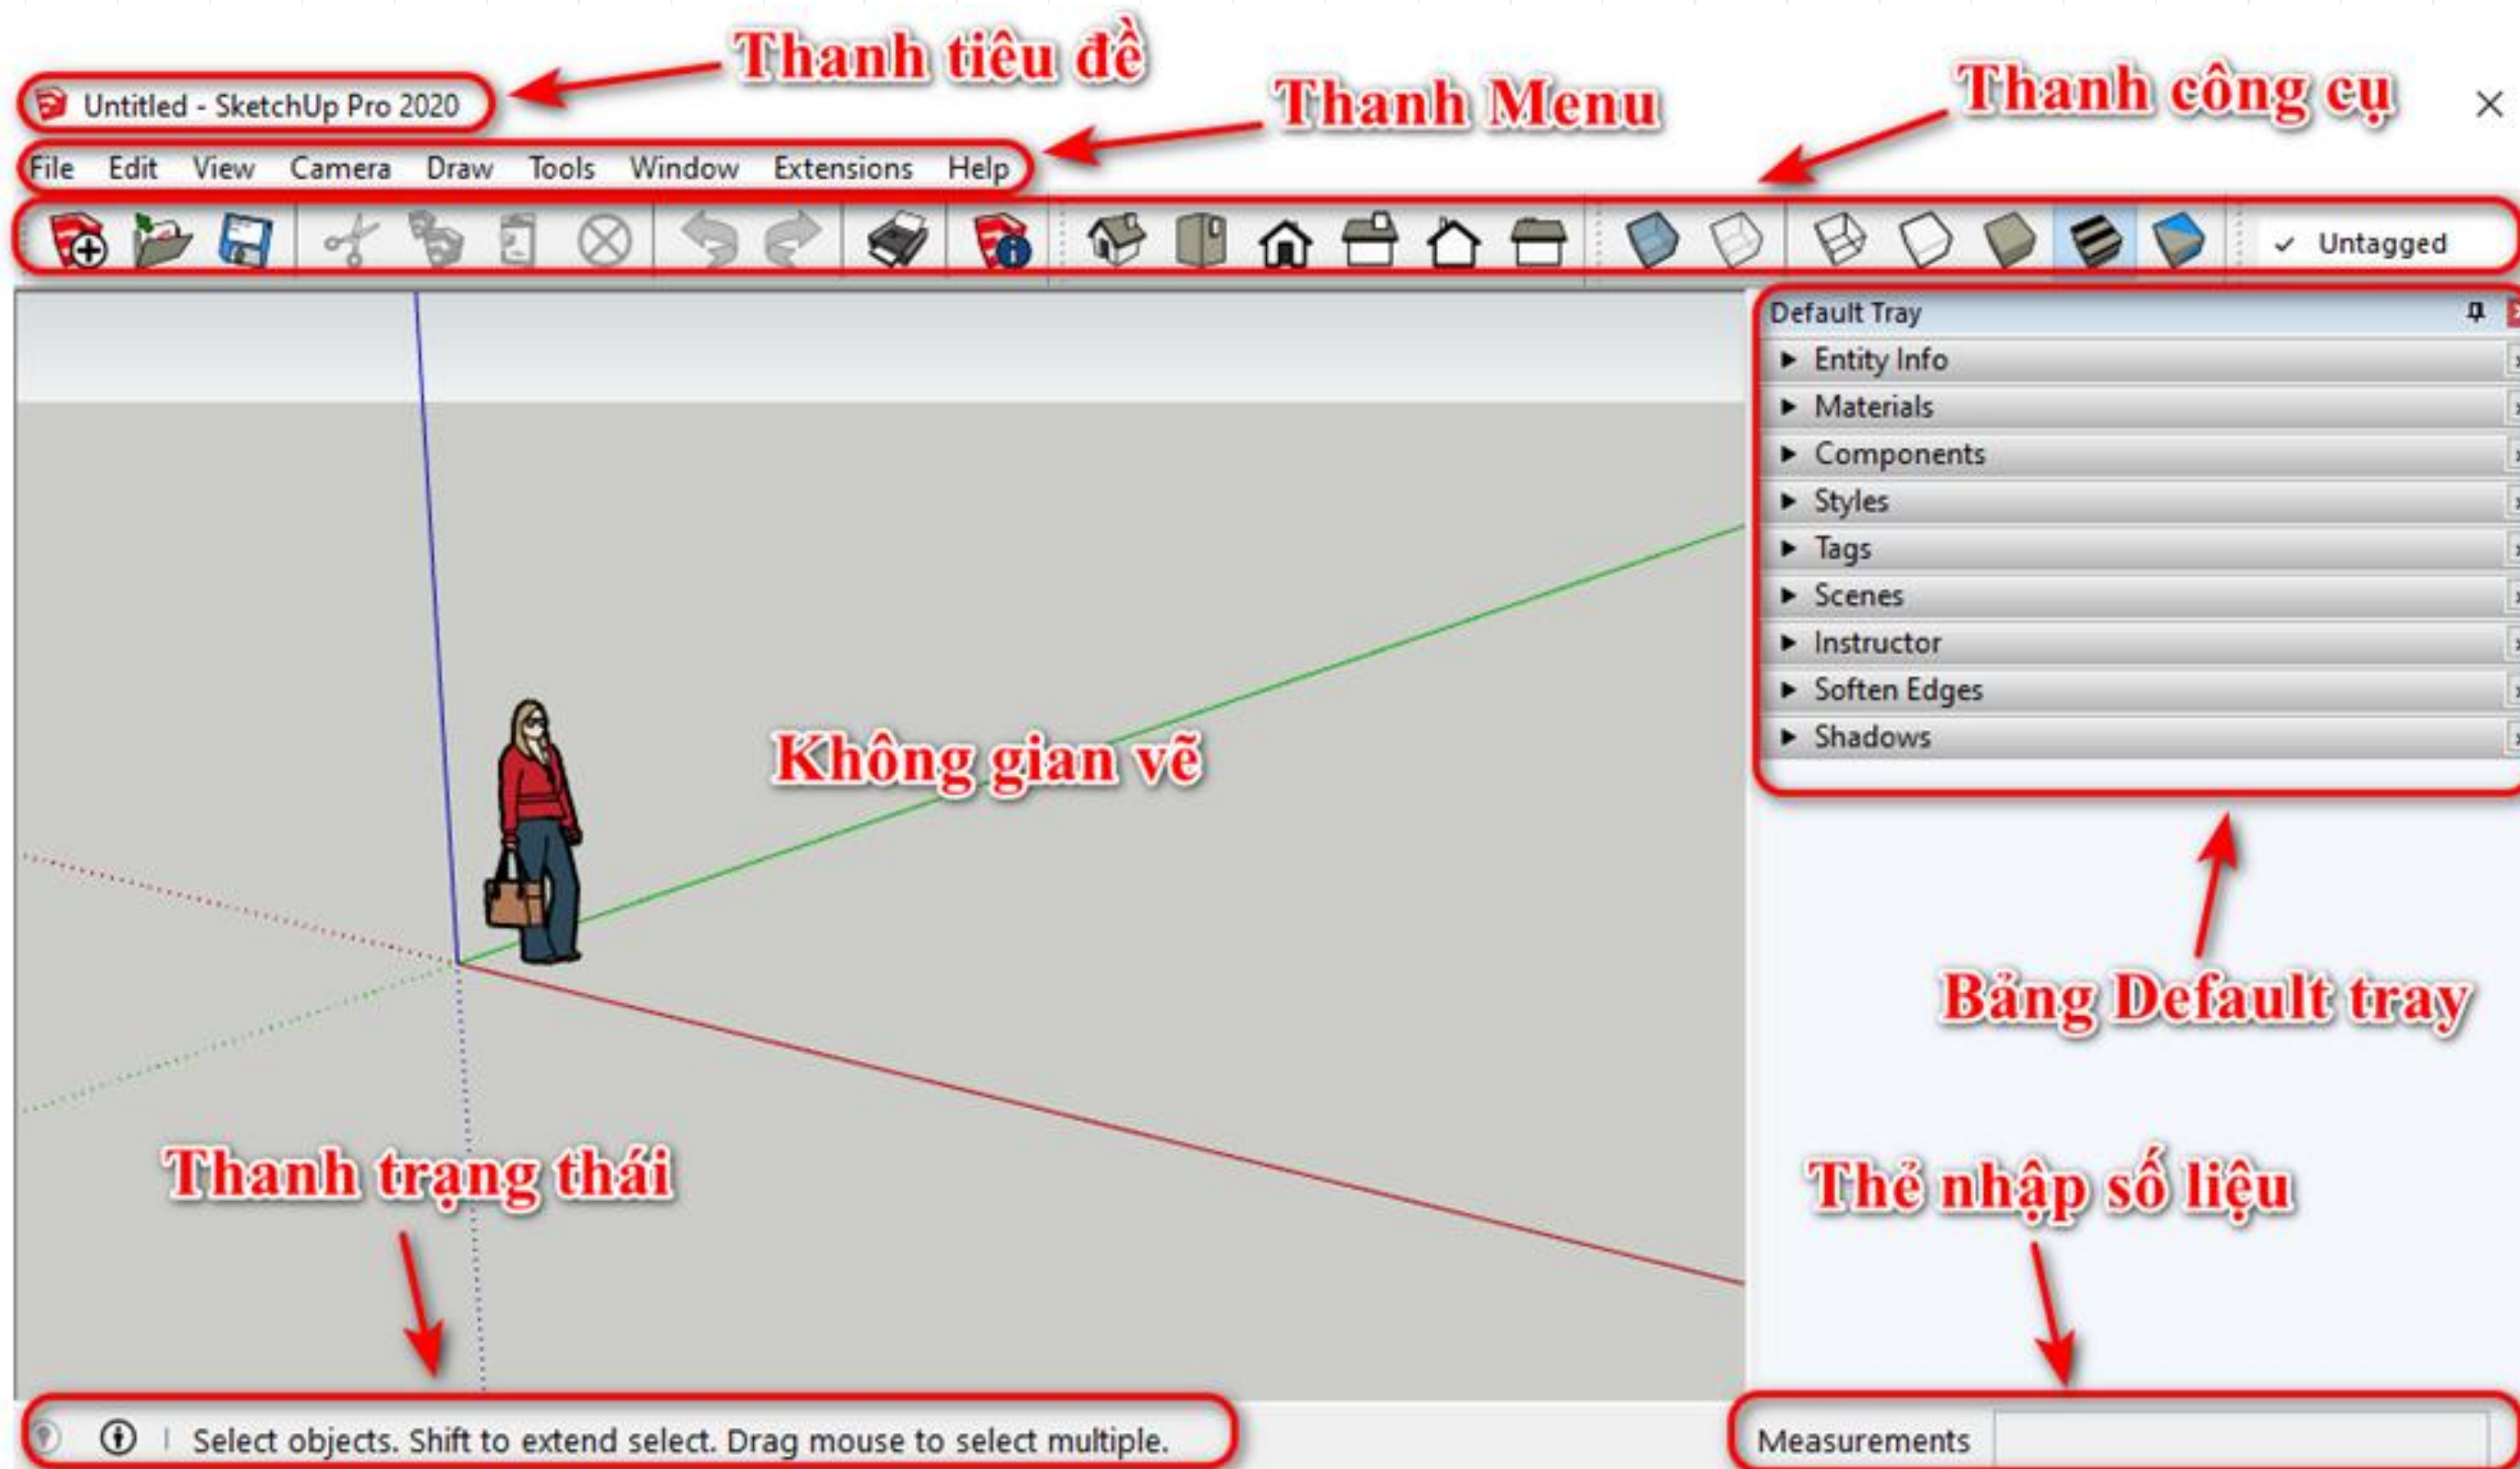 Thanh tiêu đề
Thanh Menu
Thanh công cụ
Untitled - SketchUp Pro 2020
File Edit View Camera Draw Tools Window Extensions Help
Untagged
Default Tray
Entity Info
Materials
Components
Styles
Tags
Scenes
Instructor
Soften Edges
Shadows
Không gian vẽ
Bảng Default tray
Thanh trạng thái
Thẻ nhập số liệu
Select objects. Shift to extend select. Drag mouse to select multiple.
Measurements